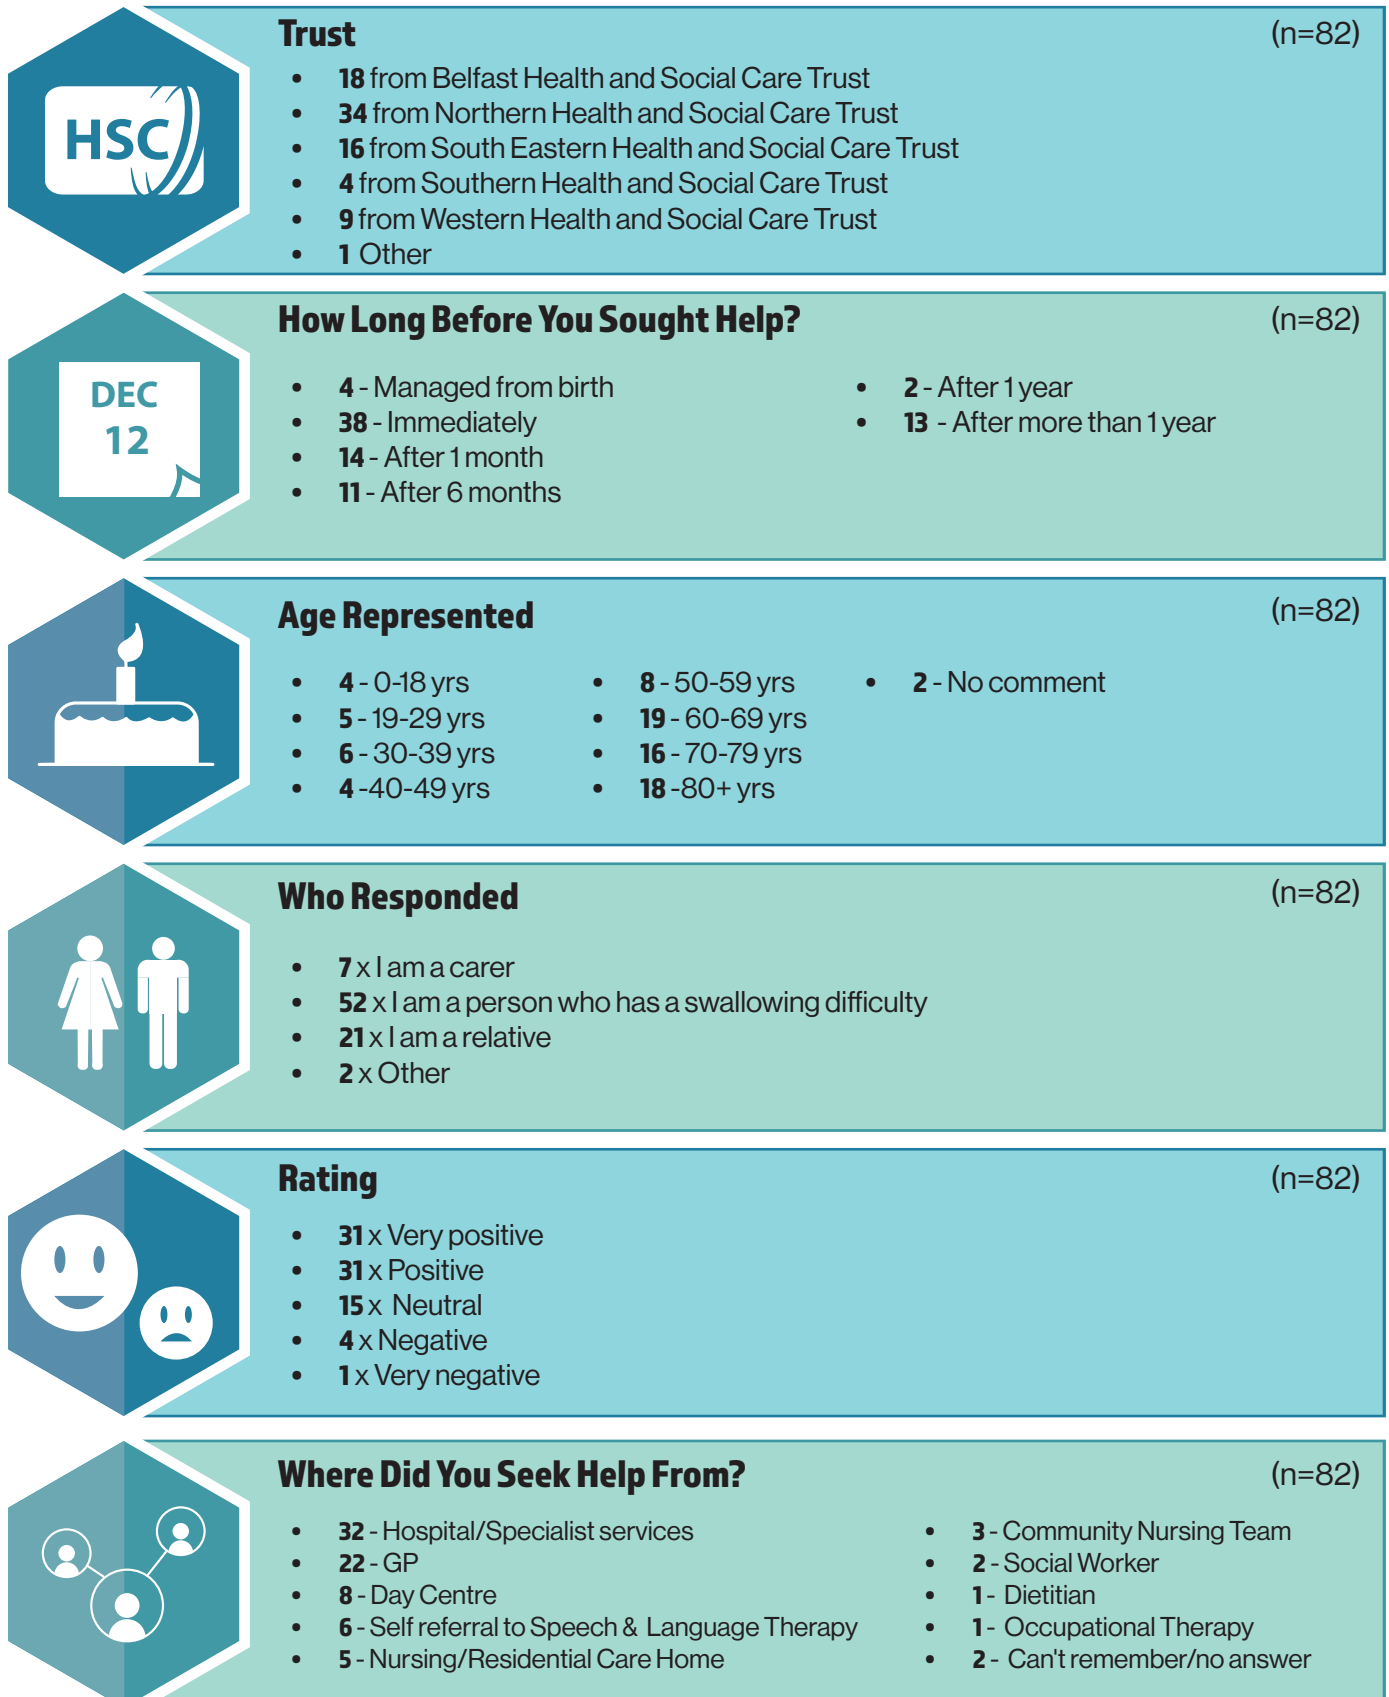 HSC
Trust
(n=82)
• 18 from Belfast Health and Social Care Trust
• 34 from Northern Health and Social Care Trust
• 16 from South Eastern Health and Social Care Trust
• 4 from Southern Health and Social Care Trust
• 9 from Western Health and Social Care Trust
• 1 Other
DEC
12
How Long Before You Sought Help?
(n=82)
• 4 - Managed from birth
• 38 - Immediately
• 14 - After 1 month
• 11 - After 6 months
• 2 - After 1 year
• 13 - After more than 1 year
Age Represented
(n=82)
• 4 - 0-18 yrs
• 5 - 19-29 yrs
• 6 - 30-39 yrs
• 4 -40-49 yrs
• 8 - 50-59 yrs
• 19 - 60-69 yrs
• 16 - 70-79 yrs
• 18 -80+ yrs
• 2 - No comment
Who Responded
(n=82)
• 7 x I am a carer
• 52 x I am a person who has a swallowing difficulty
• 21 x I am a relative
• 2 x Other
Rating
(n=82)
• 31 x Very positive
• 31 x Positive
• 15 x Neutral
• 4 x Negative
• 1 x Very negative
Where Did You Seek Help From?
(n=82)
• 32 - Hospital/Specialist services
• 22 - GP
• 8 - Day Centre
• 6 - Self referral to Speech & Language Therapy
• 5 - Nursing/Residential Care Home
• 3 - Community Nursing Team
• 2 - Social Worker
• 1 - Dietitian
• 1 - Occupational Therapy
• 2 - Can't remember/no answer